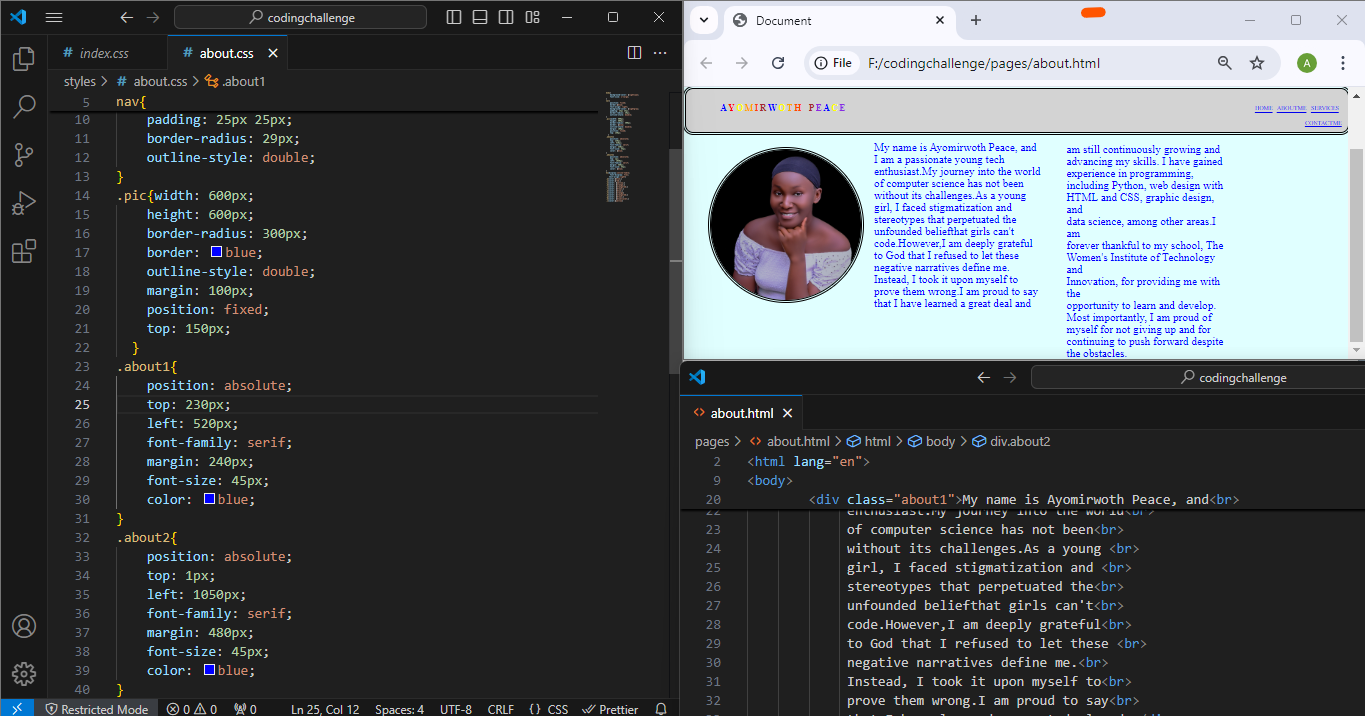 codingchallenge
index.css
about.css
styles > about.css > .about1
5 nav{
10 padding: 25px 25px;
11 border-radius: 29px;
12 outline-style: double;
13 }
14 .pic{width: 600px;
15 height: 600px;
16 border-radius: 300px;
17 border: blue;
18 outline-style: double;
19 margin: 100px;
20 position: fixed;
21 top: 150px;
22 }
23 .about1{
24 position: absolute;
25 top: 230px;
26 left: 520px;
27 font-family: serif;
28 margin: 240px;
29 font-size: 45px;
30 color: blue;
31 }
32 .about2{
33 position: absolute;
34 top: 1px;
35 left: 1050px;
36 font-family: serif;
37 margin: 480px;
38 font-size: 45px;
39 color: blue;
40 }
Restricted Mode 0 0 0 Ln 25, Col 12 Spaces: 4 UTF-8 CRLF {} CSS Prettier
Document
File F:/codingchallenge/pages/about.html A
AYOMIRWOTH PEACE
HOME ABOUTME SERVICES
CONTACTME
My name is Ayomirwoth Peace, and
I am a passionate young tech
enthusiast.My journey into the world
of computer science has not been
without its challenges.As a young
girl, I faced stigmatization and
stereotypes that perpetuated the
unfounded beliefthat girls can't
code.However,I am deeply grateful
to God that I refused to let these
negative narratives define me.
Instead, I took it upon myself to
prove them wrong.I am proud to say
that I have learned a great deal and
am still continuously growing and
advancing my skills. I have gained
experience in programming,
including Python, web design with
HTML and CSS, graphic design,
and
data science, among other areas.I
am
forever thankful to my school, The
Women's Institute of Technology
and
Innovation, for providing me with
the
opportunity to learn and develop.
Most importantly, I am proud of
myself for not giving up and for
continuing to push forward despite
the obstacles.
codingchallenge
about.html
pages > about.html > html > body > div.about2
2 <html lang="en">
9 <body>
20 <div class="about1">My name is Ayomirwoth Peace, and<br>
22 enthusiast.My journey into the world<br>
23 of computer science has not been<br>
24 without its challenges.As a young <br>
25 girl, I faced stigmatization and <br>
26 stereotypes that perpetuated the<br>
27 unfounded beliefthat girls can't<br>
28 code.However,I am deeply grateful<br>
29 to God that I refused to let these <br>
30 negative narratives define me.<br>
31 Instead, I took it upon myself to<br>
32 prove them wrong.I am proud to say<br>